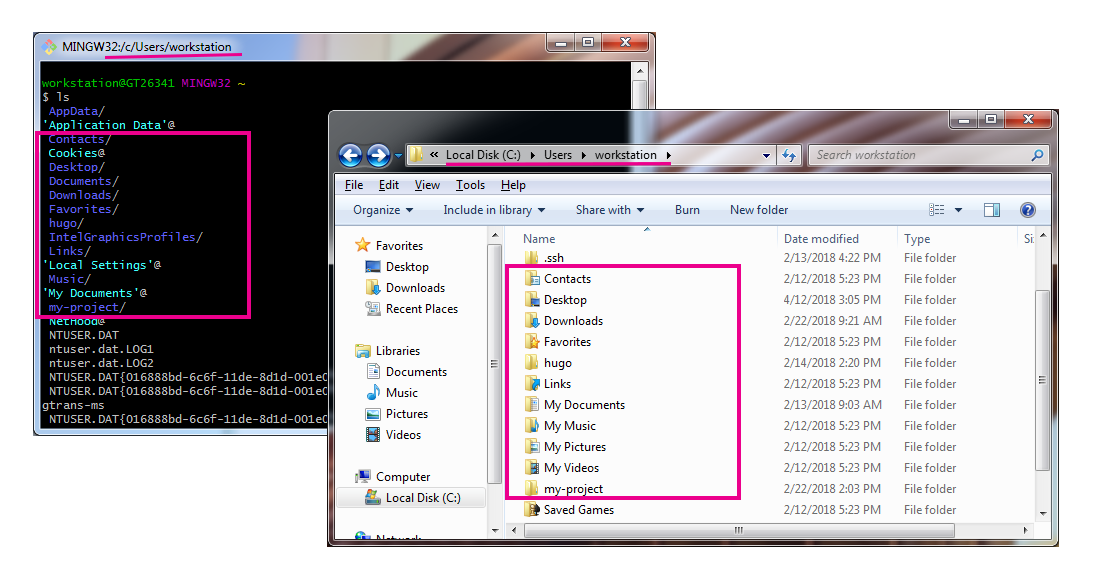 MINGW32:/c/Users/workstation
workstation@GT26341 MINGW32 ~
$ ls
AppData/
'Application Data'@
Contacts/
Cookies@
Desktop/
Documents/
Downloads/
Favorites/
hugo/
IntelGraphicsProfiles/
Links/
'Local Settings'@
Music/
'My Documents'@
my-project/
NetHood@
NTUSER.DAT
ntuser.dat.LOG1
ntuser.dat.LOG2
NTUSER.DAT{016888bd-6c6f-11de-8d1d-001e0
NTUSER.DAT{016888bd-6c6f-11de-8d1d-001e0
gtrans-ms
NTUSER.DAT{016888bd-6c6f-11de-8d1d-001e0
« Local Disk (C:) Users workstation
Search workstation
File Edit View Tools Help
Organize Include in library Share with Burn New folder
Favorites
Desktop
Downloads
Recent Places
Libraries
Documents
Music
Pictures
Videos
Computer
Local Disk (C:)
Network
Name Date modified Type Si
.ssh 2/13/2018 4:22 PM File folder
Contacts 2/12/2018 5:23 PM File folder
Desktop 4/12/2018 3:05 PM File folder
Downloads 2/22/2018 9:21 AM File folder
Favorites 2/12/2018 5:23 PM File folder
hugo 2/14/2018 2:20 PM File folder
Links 2/12/2018 5:23 PM File folder
My Documents 2/13/2018 9:03 AM File folder
My Music 2/12/2018 5:23 PM File folder
My Pictures 2/12/2018 5:23 PM File folder
My Videos 2/12/2018 5:23 PM File folder
my-project 2/22/2018 2:03 PM File folder
Saved Games 2/12/2018 5:23 PM File folder